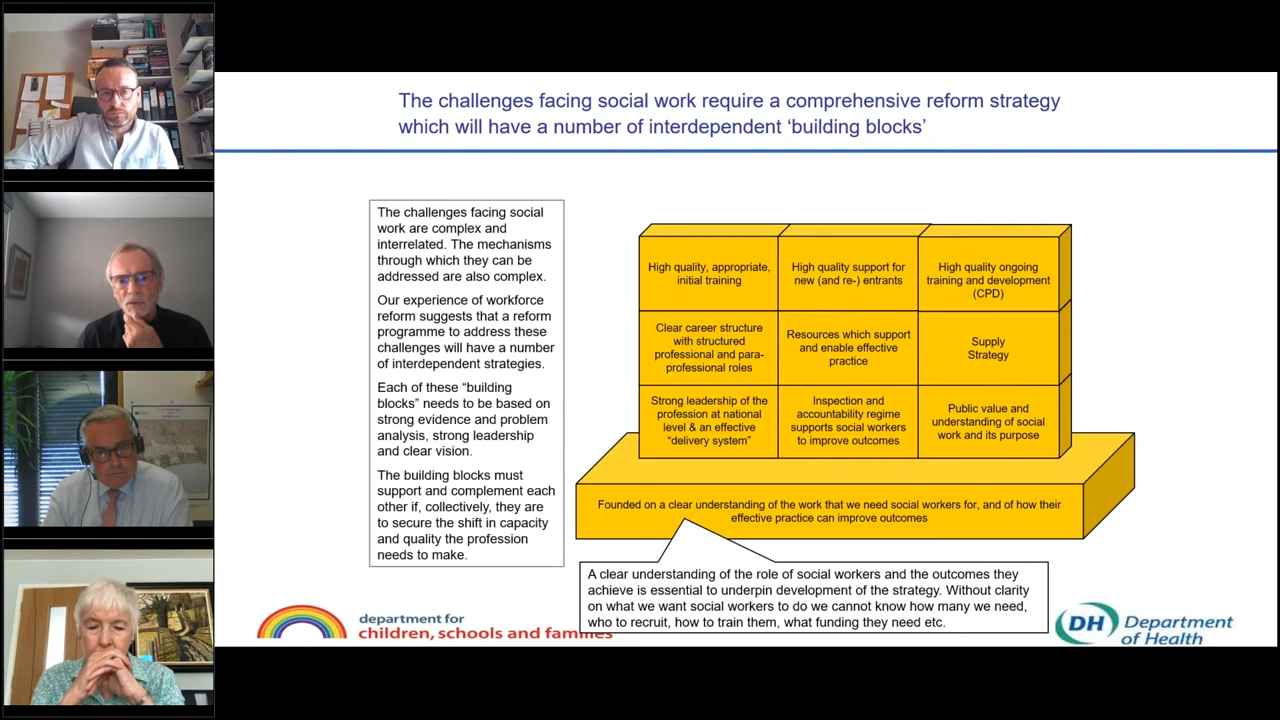 The challenges facing social work require a comprehensive reform strategy
which will have a number of interdependent ‘building blocks’
The challenges facing social
work are complex and
interrelated. The mechanisms
through which they can be
addressed are also complex.
Our experience of workforce
reform suggests that a reform
programme to address these
challenges will have a number
of interdependent strategies.
Each of these “building
blocks” needs to be based on
strong evidence and problem
analysis, strong leadership
and clear vision.
The building blocks must
support and complement each
other if, collectively, they are
to secure the shift in capacity
and quality the profession
needs to make.
High quality, appropriate,
initial training
High quality support for
new (and re-) entrants
High quality ongoing
training and development
(CPD)
Clear career structure
with structured
professional and para-
professional roles
Resources which support
and enable effective
practice
Supply
Strategy
Strong leadership of the
profession at national
level & an effective
“delivery system”
Inspection and
accountability regime
supports social workers
to improve outcomes
Public value and
understanding of social
work and its purpose
Founded on a clear understanding of the work that we need social workers for, and of how their
effective practice can improve outcomes
A clear understanding of the role of social workers and the outcomes they
achieve is essential to underpin development of the strategy. Without clarity
on what we want social workers to do we cannot know how many we need,
who to recruit, how to train them, what funding they need etc.
department for
children, schools and families
DH Department
of Health